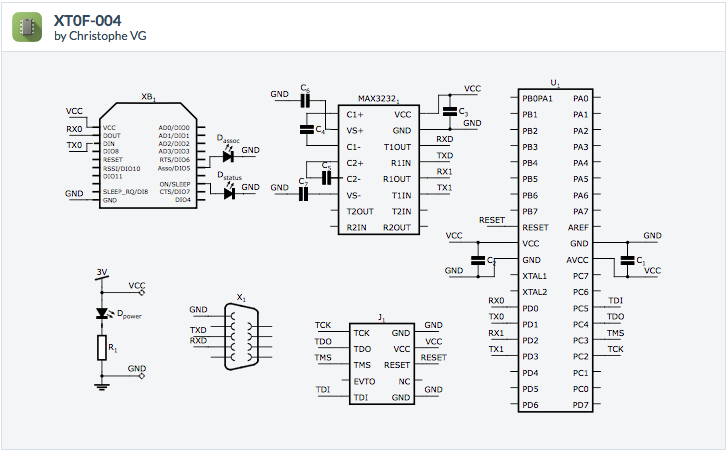 XT0F-004
by Christophe VG
XB1
VCC
RX0
TX0
GND
VCC
DOUT
DIN
DIO8
RESET
RSSI/DIO10
DIO11
SLEEP_RQ/DIB
GND
AD0/DIO0
AD1/DIO1
AD2/DIO2
AD3/DIO3
RTS/DIO6
Asso/DIO5
ON/SLEEP
CTS/DIO7
DIO4
Dassoc
GND
Dstatus
GND
MAX32321
GND
C6
C4
C5
GND
C7
C1+
VS+
C1-
C2+
C2-
VS-
T2OUT
R2IN
VCC
GND
T1OUT
R1IN
R1OUT
T1IN
T2IN
R2OUT
VCC
C3
GND
RXD
TXD
RX1
TX1
U1
PB0PA1
PB1
PB2
PB3
PB4
PB5
PB6
PB7
RESET
VCC
GND
XTAL1
XTAL2
PD0
PD1
PD2
PD3
PD4
PD5
PD6
PA0
PA1
PA2
PA3
PA4
PA5
PA6
PA7
AREF
GND
AVCC
PC7
PC6
PC5
PC4
PC3
PC2
PC1
PC0
PD7
RESET
VCC
C2
GND
RX0
TX0
RX1
TX1
GND
C1
VCC
TDI
TDO
TMS
TCK
3V
VCC
Dpower
R1
GND
X1
GND
TXD
RXD
J1
TCK
TDO
TMS
TDI
TCK
TDO
TMS
EVTO
TDI
GND
VCC
RESET
NC
GND
GND
VCC
RESET
GND